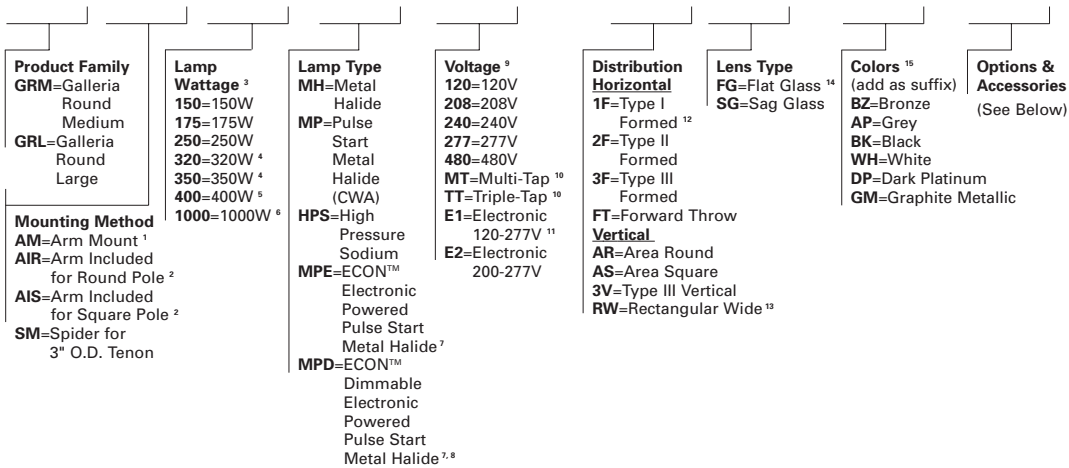 Product Family
GRM=Galleria
Round
Medium
GRL=Galleria
Round
Large
Mounting Method
AM=Arm Mount ¹
AIR=Arm Included
for Round Pole ²
AIS=Arm Included
for Square Pole ²
SM=Spider for
3" O.D. Tenon
Lamp
Wattage ³
150=150W
175=175W
250=250W
320=320W ⁴
350=350W ⁴
400=400W ⁵
1000=1000W ⁶
Lamp Type
MH=Metal
Halide
MP=Pulse
Start
Metal
Halide
(CWA)
HPS=High
Pressure
Sodium
MPE=ECON™
Electronic
Powered
Pulse Start
Metal Halide ⁷
MPD=ECON™
Dimmable
Electronic
Powered
Pulse Start
Metal Halide ⁷,⁸
Voltage ⁹
120=120V
208=208V
240=240V
277=277V
480=480V
MT=Multi-Tap ¹⁰
TT=Triple-Tap ¹⁰
E1=Electronic
120-277V ¹¹
E2=Electronic
200-277V
Distribution
Horizontal
1F=Type I
Formed ¹²
2F=Type II
Formed
3F=Type III
Formed
FT=Forward Throw
Vertical
AR=Area Round
AS=Area Square
3V=Type III Vertical
RW=Rectangular Wide ¹³
Lens Type
FG=Flat Glass ¹⁴
SG=Sag Glass
Colors ¹⁵
(add as suffix)
BZ=Bronze
AP=Grey
BK=Black
WH=White
DP=Dark Platinum
GM=Graphite Metallic
Options &
Accessories
(See Below)